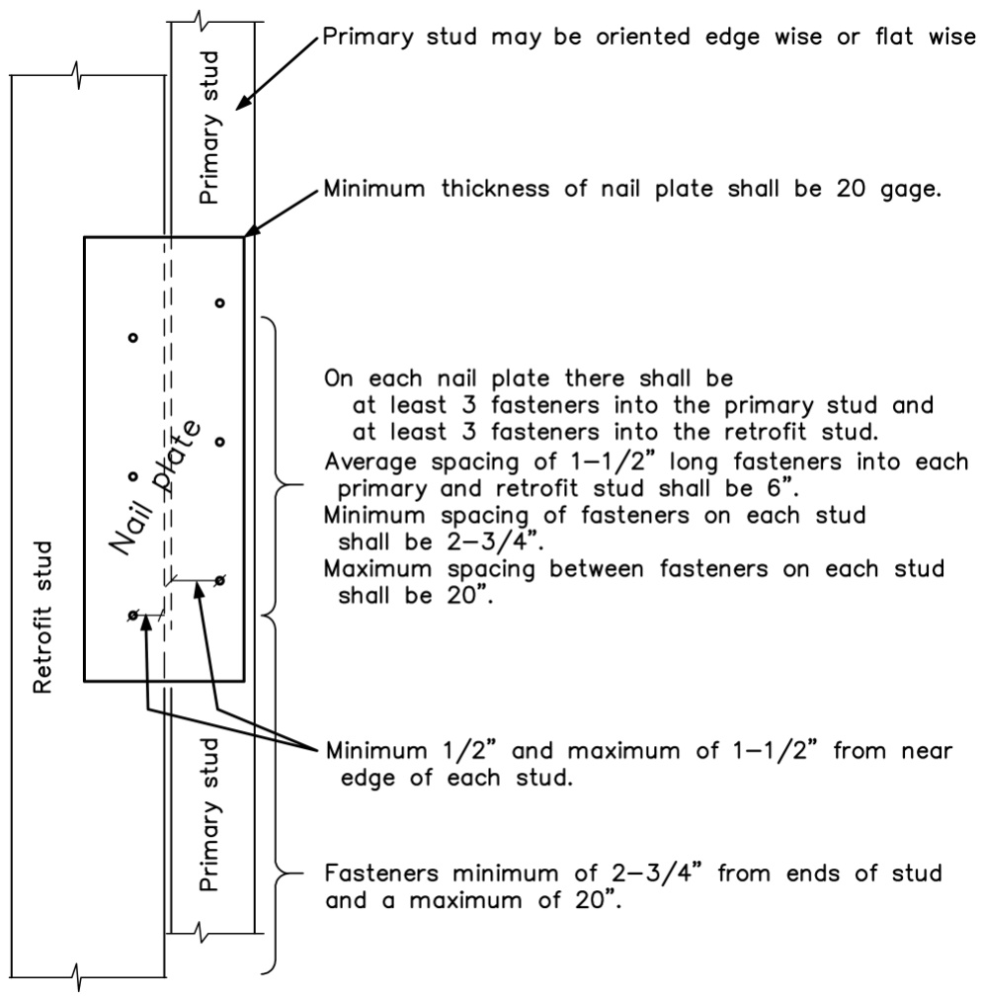 Primary stud may be oriented edge wise or flat wise
Primary stud
Minimum thickness of nail plate shall be 20 gage.
On each nail plate there shall be
at least 3 fasteners into the primary stud and
at least 3 fasteners into the retrofit stud.
Average spacing of 1–1/2” long fasteners into each
primary and retrofit stud shall be 6”.
Minimum spacing of fasteners on each stud
shall be 2–3/4”.
Maximum spacing between fasteners on each stud
shall be 20”.
Nail plate
Retrofit stud
Minimum 1/2” and maximum of 1–1/2” from near
edge of each stud.
Primary stud
Fasteners minimum of 2–3/4” from ends of stud
and a maximum of 20”.